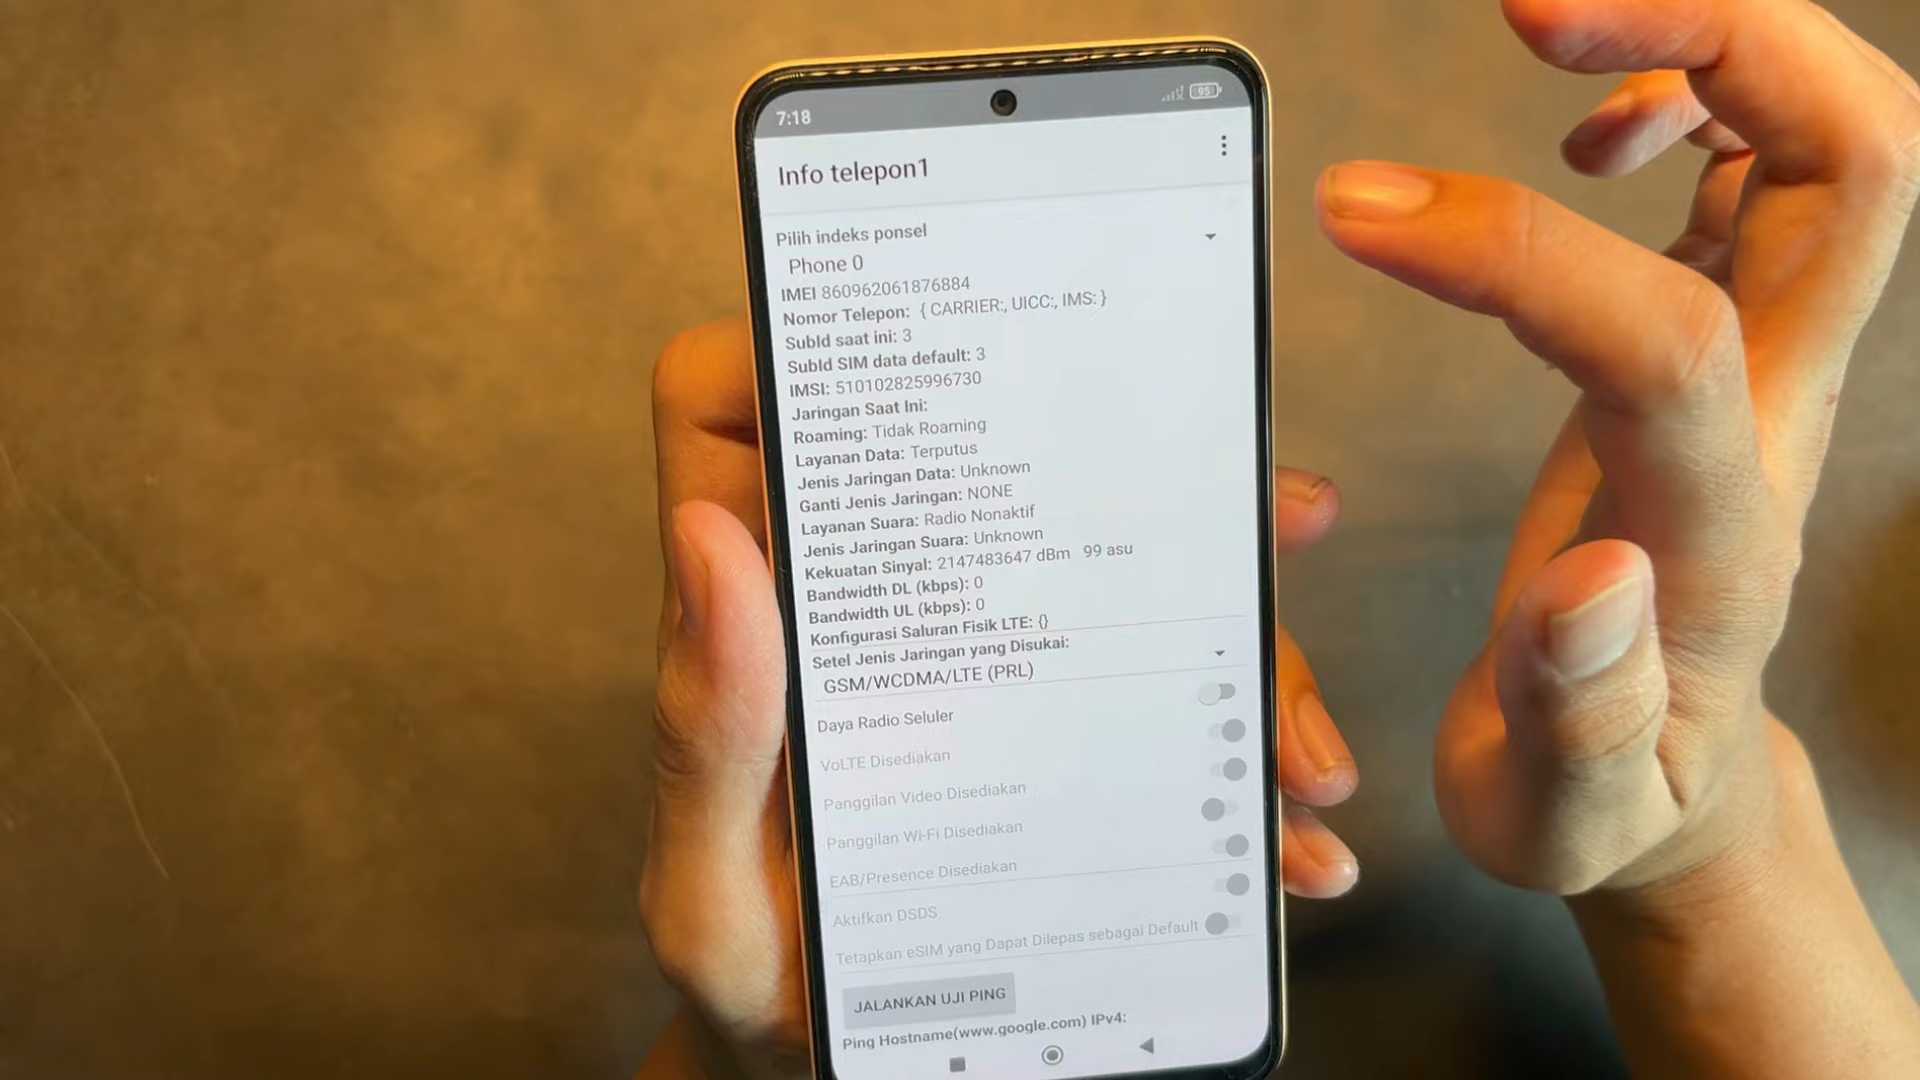 7:18
95
Info telepon1
Pilih indeks ponsel
Phone 0
IMEI 860962061876884
Nomor Telepon: { CARRIER:, UICC:, IMS: }
SubId saat ini: 3
SubId SIM data default: 3
IMSI: 510102825996730
Jaringan Saat Ini:
Roaming: Tidak Roaming
Layanan Data: Terputus
Jenis Jaringan Data: Unknown
Ganti Jenis Jaringan: NONE
Layanan Suara: Radio Nonaktif
Jenis Jaringan Suara: Unknown
Kekuatan Sinyal: 2147483647 dBm 99 asu
Bandwidth DL (kbps): 0
Bandwidth UL (kbps): 0
Konfigurasi Saluran Fisik LTE: {}
Setel Jenis Jaringan yang Disukai:
GSM/WCDMA/LTE (PRL)
Daya Radio Seluler
VoLTE Disediakan
Panggilan Video Disediakan
Panggilan Wi-Fi Disediakan
EAB/Presence Disediakan
Aktifkan DSDS
Tetapkan eSIM yang Dapat Dilepas sebagai Default
JALANKAN UJI PING
Ping Hostname(www.google.com) IPv4: